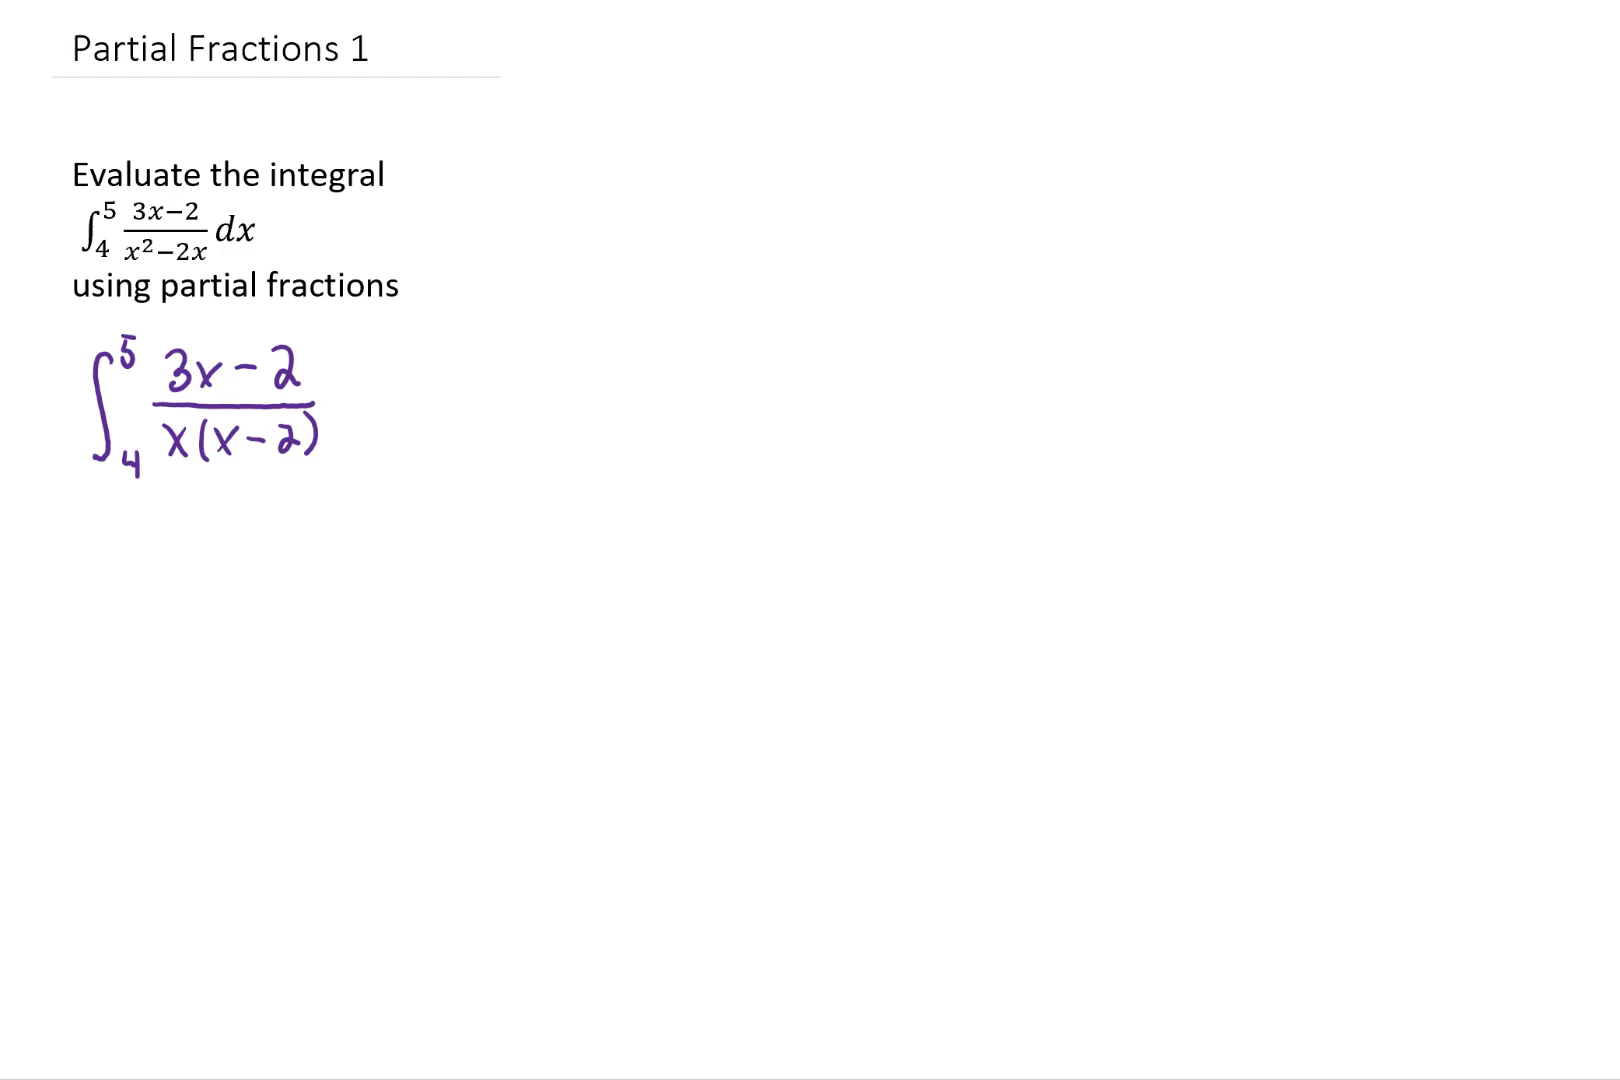 Partial Fractions 1
Evaluate the integral
∫₄⁵ (3x−2)/(x²−2x) dx
using partial fractions
∫₄⁵ (3x−2)/(x(x−2))